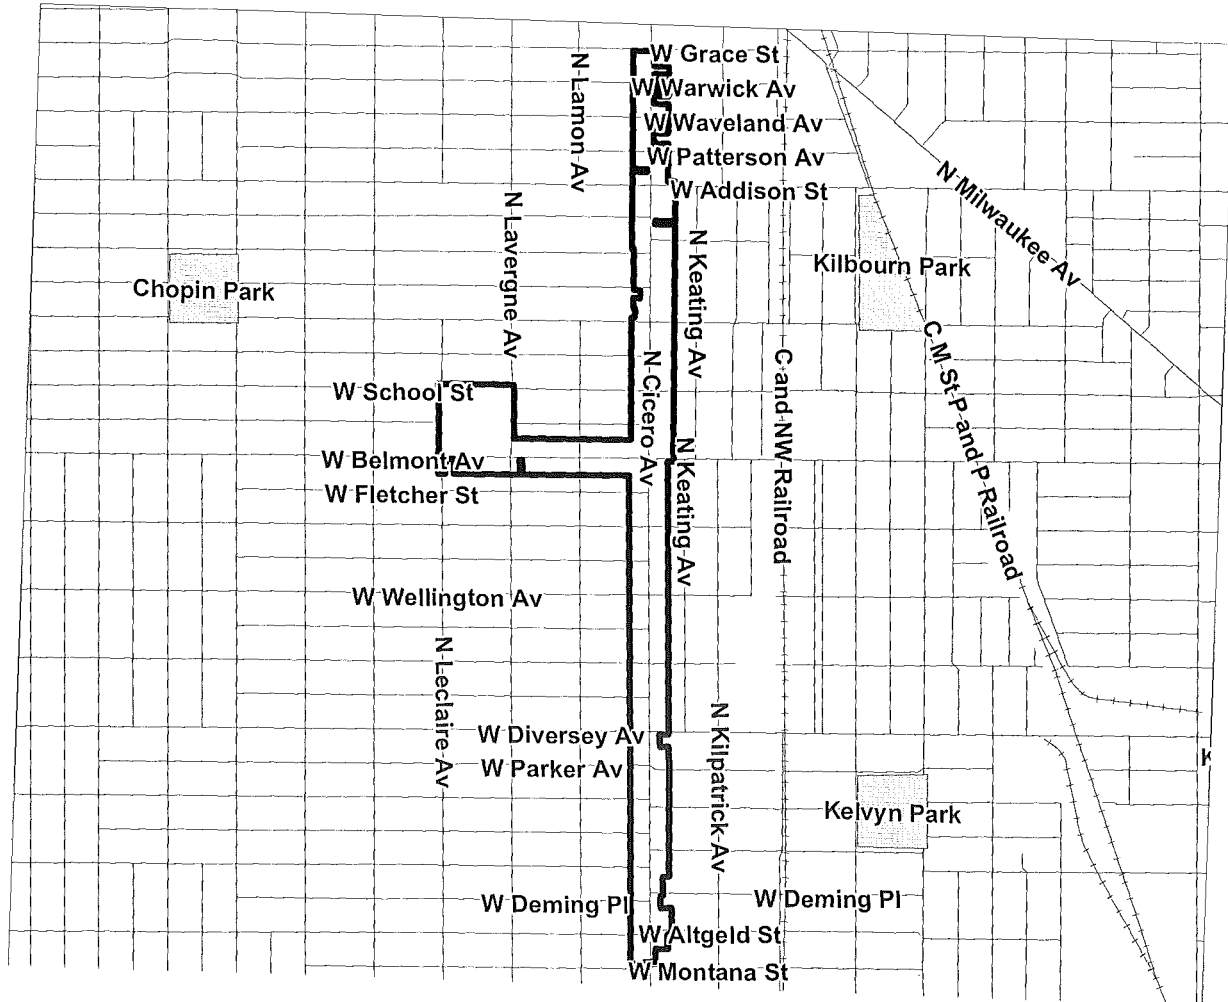 W Grace St
W Warwick Av
W Waveland Av
W Patterson Av
W Addison St
N Lamon Av
N Lavergne Av
N Milwaukee Av
Kilbourn Park
Chopin Park
N Keating Av
C and NW Railroad
C M St P and P Railroad
N Cicero Av
W School St
W Belmont Av
W Fletcher St
N Keating Av
W Wellington Av
N Leclaire Av
W Diversey Av
W Parker Av
N Kilpatrick Av
Kelvyn Park
W Deming Pl
W Deming Pl
W Altgeld St
W Montana St